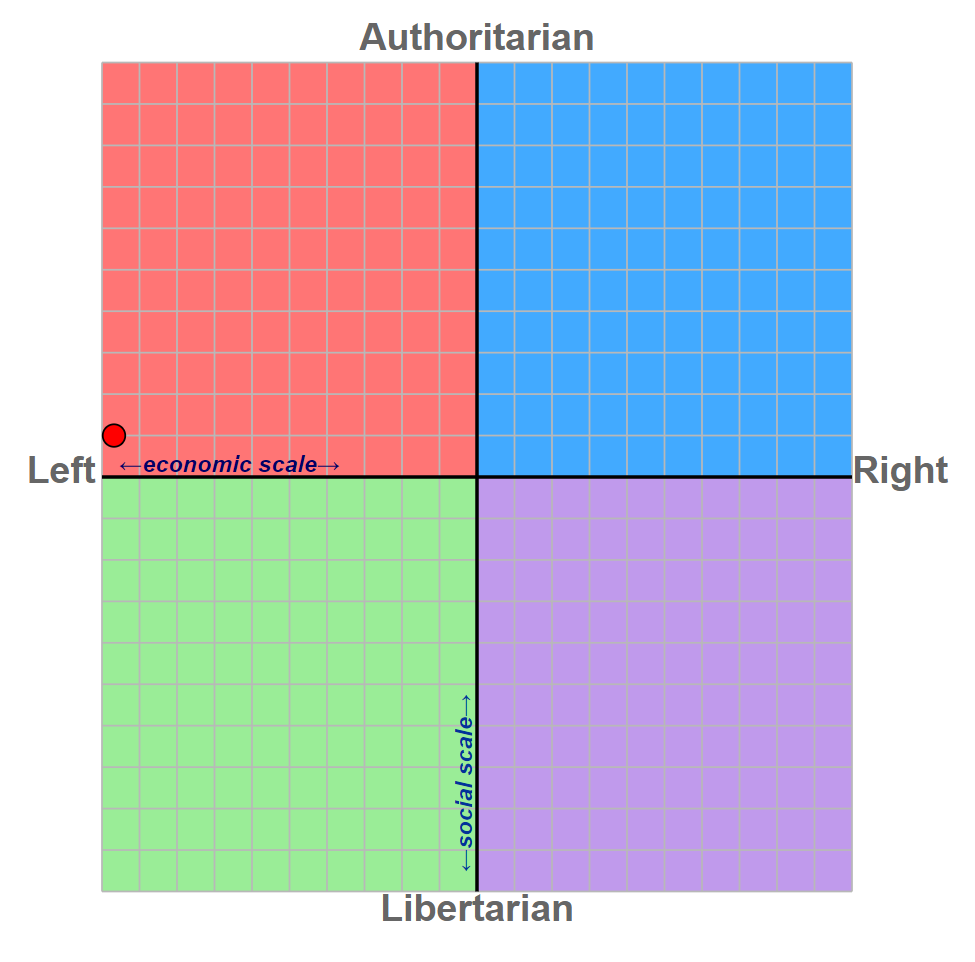 Authoritarian
Left
←economic scale→
Right
←social scale→
Libertarian